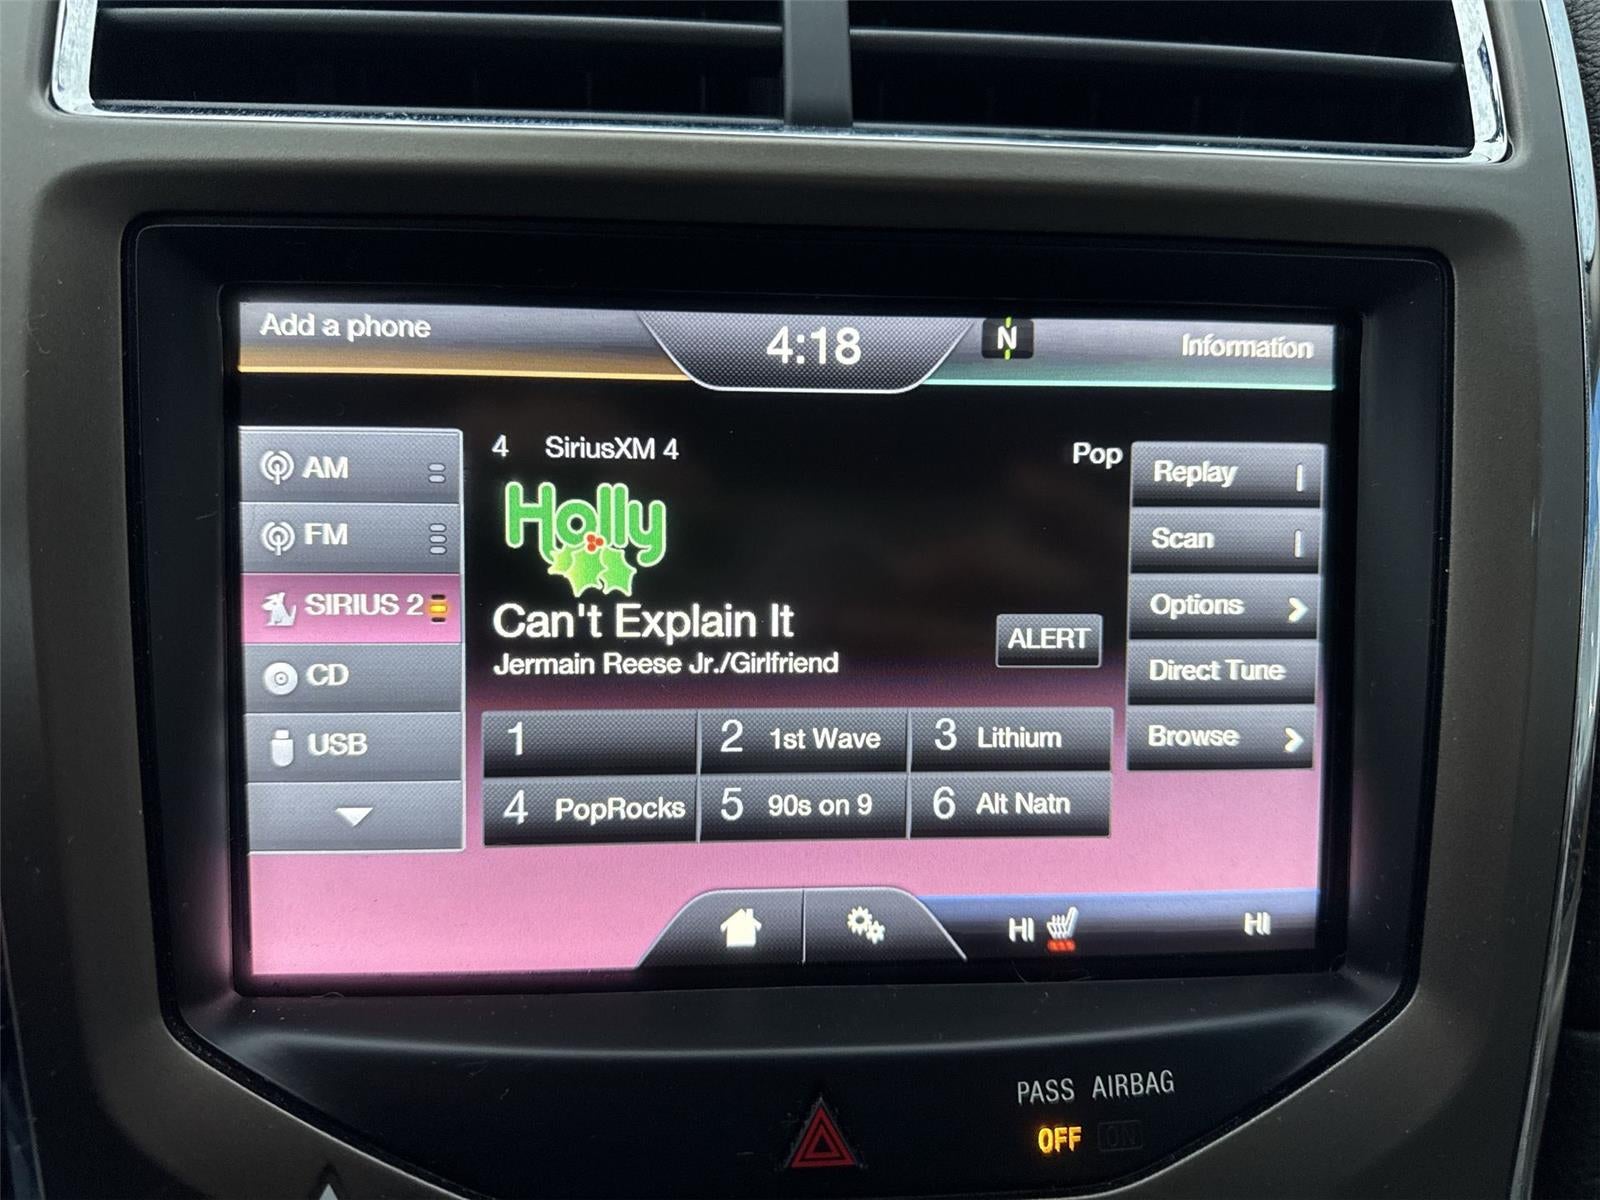 Add a phone
4:18
N
Information
AM
FM
SIRIUS 2
CD
USB
4 SiriusXM 4
Pop
Holly
Can't Explain It
Jermain Reese Jr./Girlfriend
ALERT
1
2 1st Wave
3 Lithium
4 PopRocks
5 90s on 9
6 Alt Natn
Replay
Scan
Options
Direct Tune
Browse
HI
HI
PASS AIRBAG
OFF ON